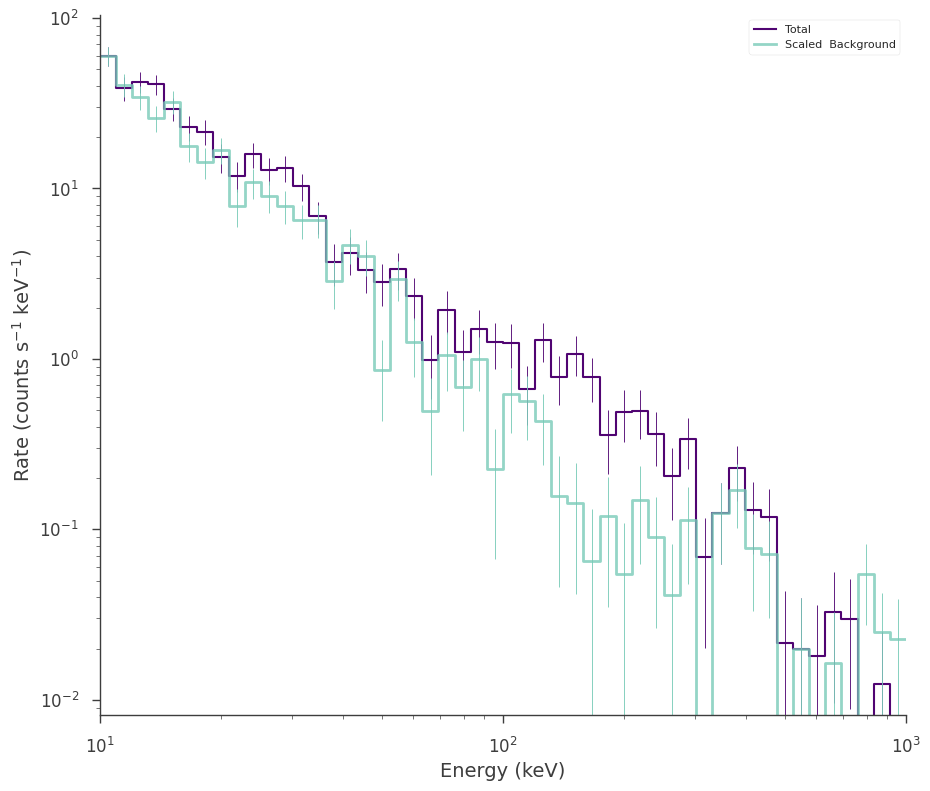 Total
Scaled  Background
Rate (counts s⁻¹ keV⁻¹)
10²
10¹
10⁰
10⁻¹
10⁻²
10¹
10²
10³
Energy (keV)